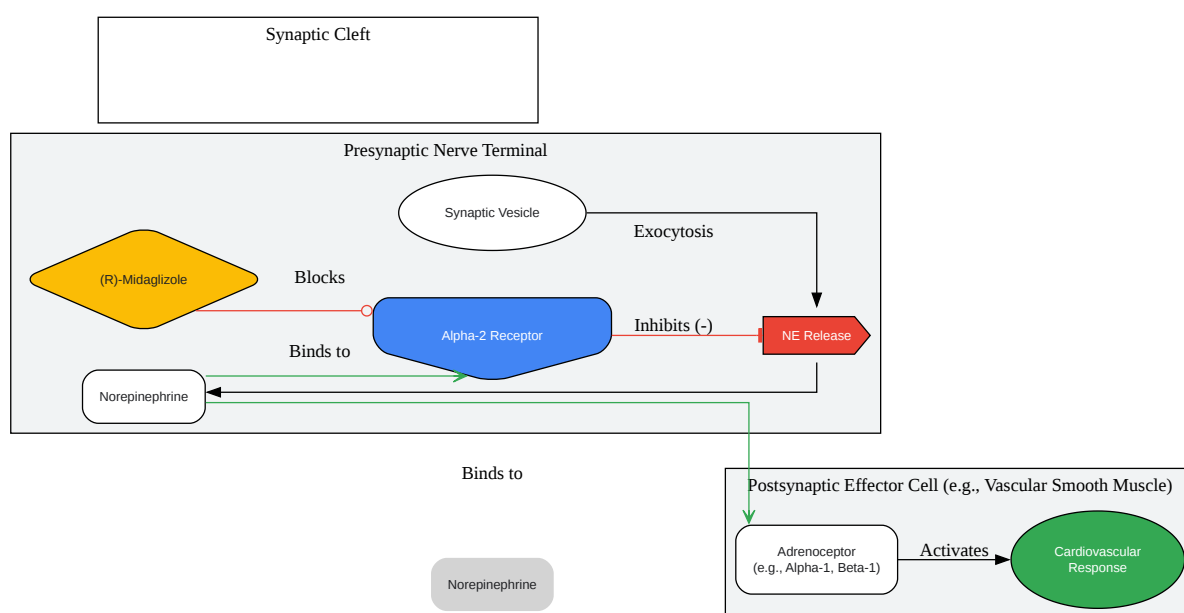 Synaptic Cleft
Presynaptic Nerve Terminal
Synaptic Vesicle
Exocytosis
(R)-Midaglizole
Blocks
Alpha-2 Receptor
Inhibits (-)
NE Release
Binds to
Norepinephrine
Binds to
Postsynaptic Effector Cell (e.g., Vascular Smooth Muscle)
Adrenoceptor
(e.g., Alpha-1, Beta-1)
Activates
Cardiovascular
Response
Norepinephrine